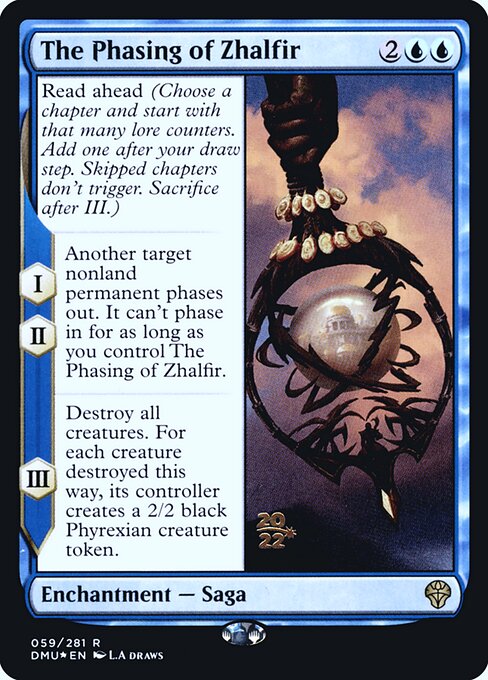 The Phasing of Zhalfir 2
Read ahead (Choose a
chapter and start with
that many lore counters.
Add one after your draw
step. Skipped chapters
don't trigger. Sacrifice
after III.)
I
II
Another target
nonland
permanent phases
out. It can't phase
in for as long as
you control The
Phasing of Zhalfir.
III
Destroy all
creatures. For
each creature
destroyed this
way, its controller
creates a 2/2 black
Phyrexian creature
token.
20
22*
Enchantment — Saga
059/281 R
DMU★EN L.A DRAWS